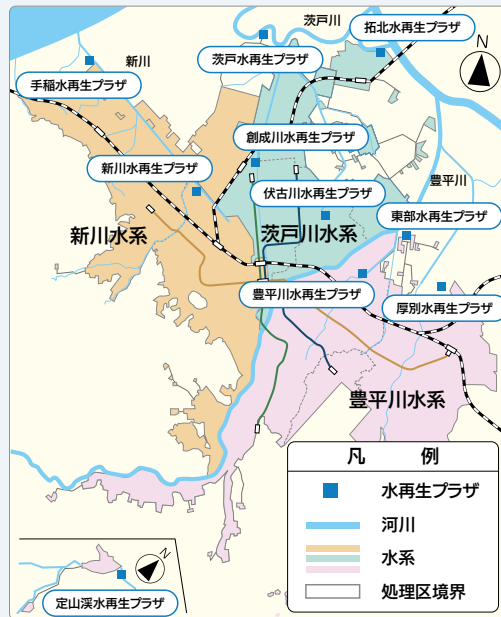 茨戸川
拓北水再生プラザ
新川
茨戸水再生プラザ
N
手稲水再生プラザ
創成川水再生プラザ
新川水再生プラザ
伏古川水再生プラザ
豊平川
東部水再生プラザ
新川水系
茨戸川水系
豊平川水再生プラザ
厚別水再生プラザ
豊平川水系
凡 例
水再生プラザ
河川
水系
処理区境界
N
定山渓水再生プラザ